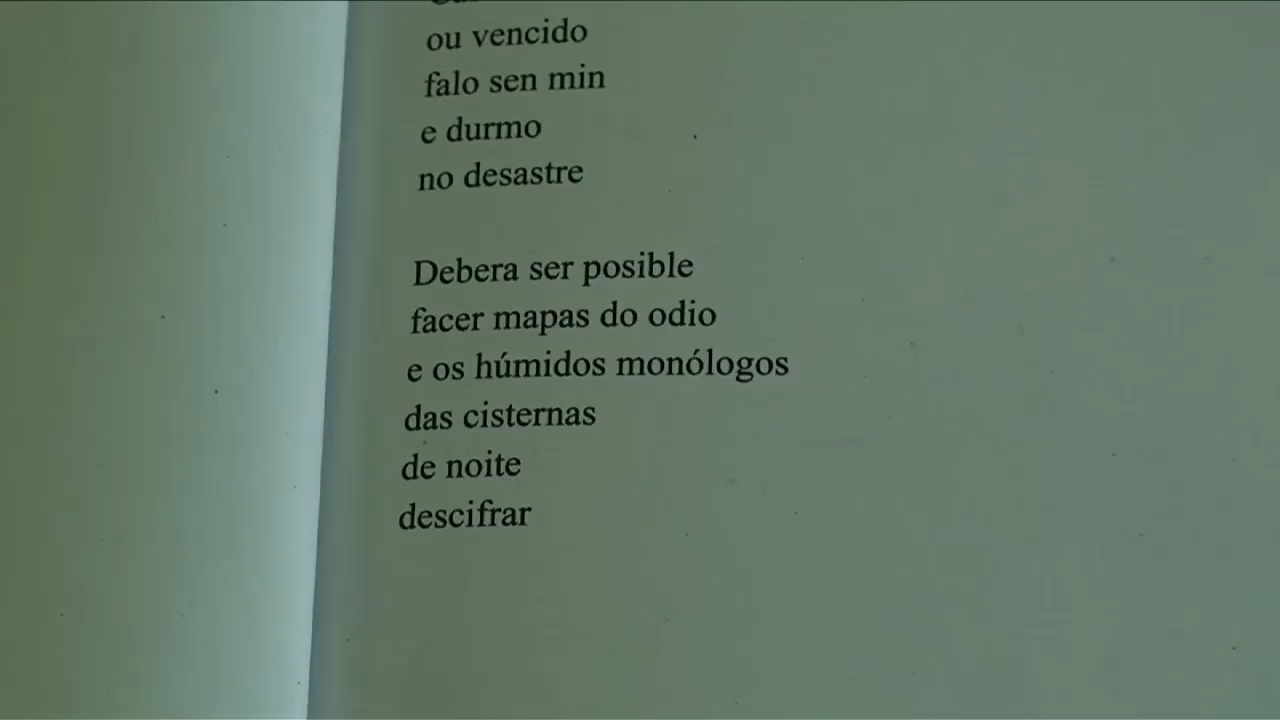 ou vencido
falo sen min
e durmo
no desastre
Debera ser posible
facer mapas do odio
e os húmidos monólogos
das cisternas
de noite
descifrar